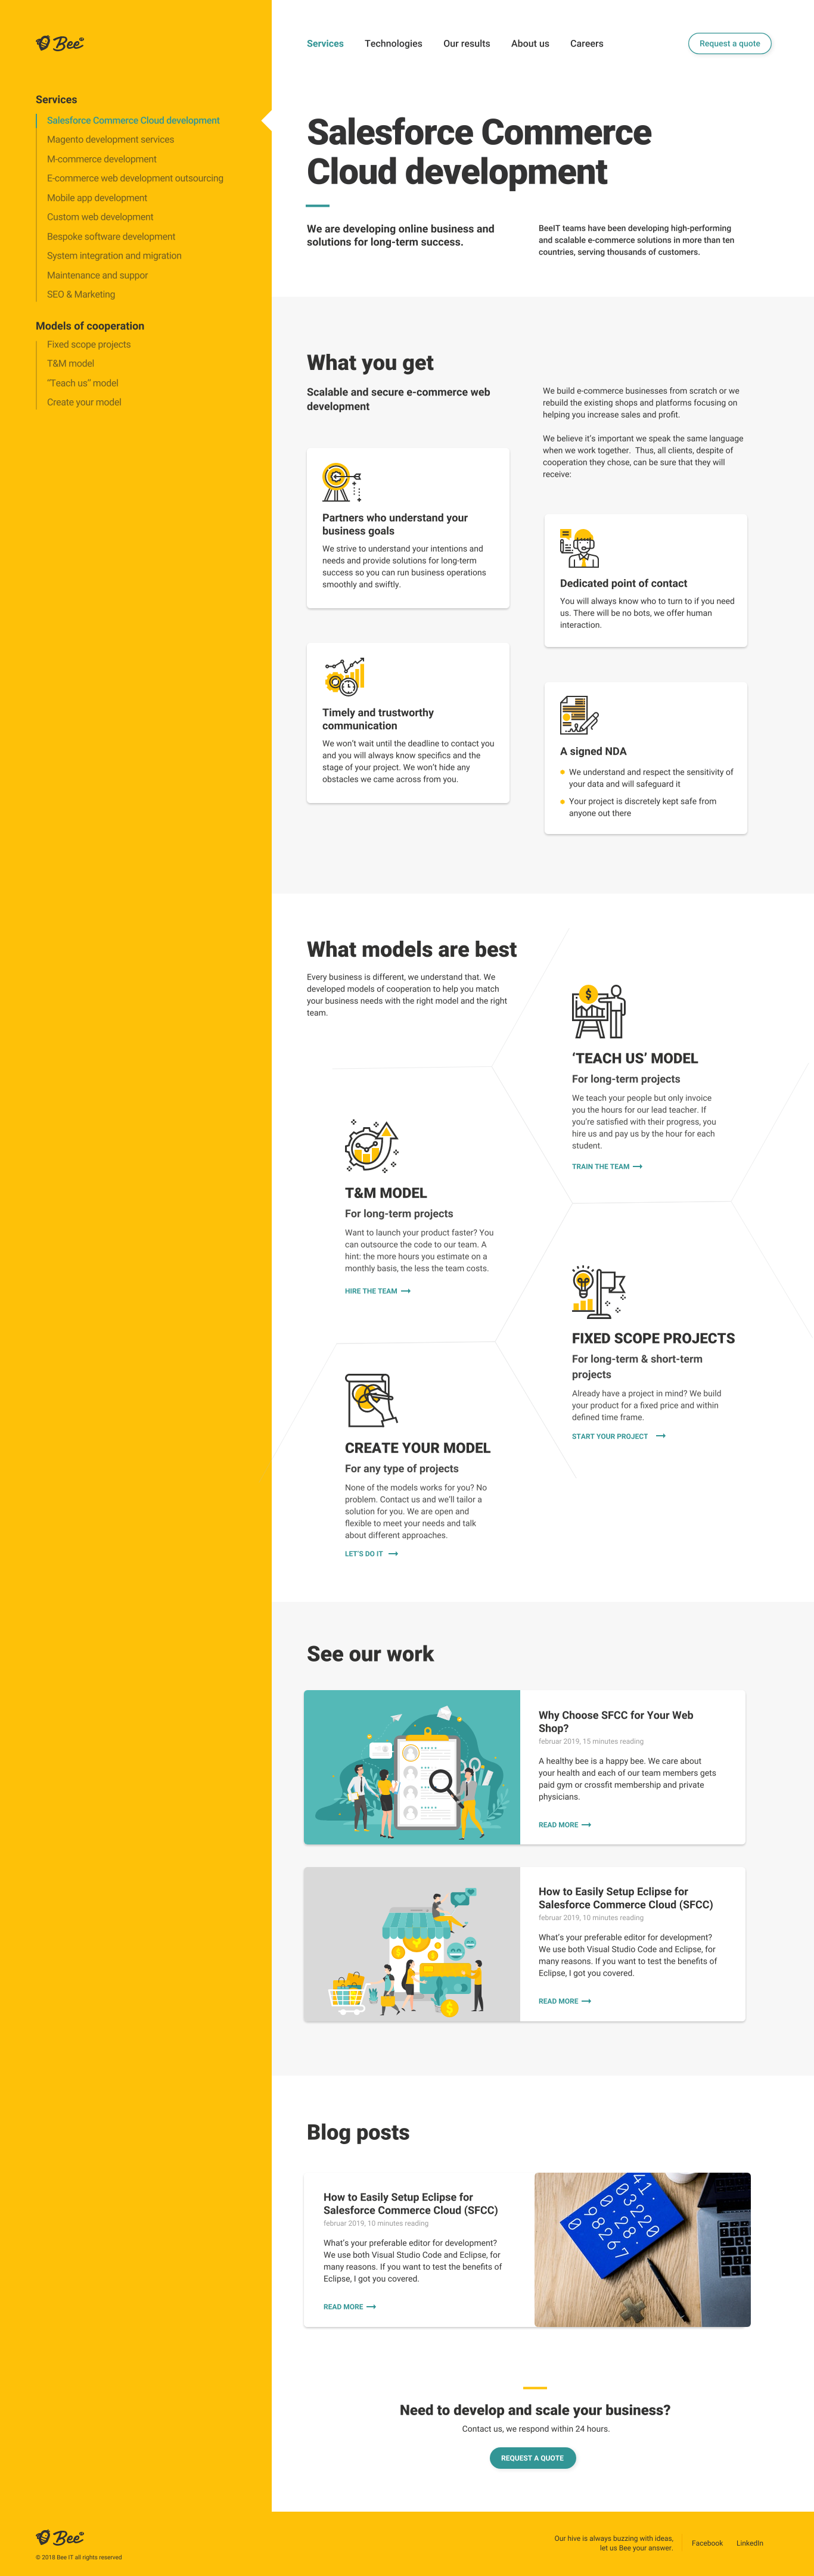 Bee
Services
Technologies
Our results
About us
Careers
Request a quote
Services
Salesforce Commerce Cloud development
Magento development services
M-commerce development
E-commerce web development outsourcing
Mobile app development
Custom web development
Bespoke software development
System integration and migration
Maintenance and suppor
SEO & Marketing
Models of cooperation
Fixed scope projects
T&M model
“Teach us” model
Create your model
Salesforce Commerce
Cloud development
We are developing online business and
solutions for long-term success.
BeeIT teams have been developing high-performing
and scalable e-commerce solutions in more than ten
countries, serving thousands of customers.
What you get
Scalable and secure e-commerce web
development
We build e-commerce businesses from scratch or we
rebuild the existing shops and platforms focusing on
helping you increase sales and profit.
We believe it’s important we speak the same language
when we work together. Thus, all clients, despite of
cooperation they chose, can be sure that they will
receive:
Partners who understand your
business goals
We strive to understand your intentions and
needs and provide solutions for long-term
success so you can run business operations
smoothly and swiftly.
Dedicated point of contact
You will always know who to turn to if you need
us. There will be no bots, we offer human
interaction.
Timely and trustworthy
communication
We won’t wait until the deadline to contact you
and you will always know specifics and the
stage of your project. We won’t hide any
obstacles we came across from you.
A signed NDA
We understand and respect the sensitivity of
your data and will safeguard it
Your project is discretely kept safe from
anyone out there
What models are best
Every business is different, we understand that. We
developed models of cooperation to help you match
your business needs with the right model and the right
team.
‘TEACH US’ MODEL
For long-term projects
We teach your people but only invoice
you the hours for our lead teacher. If
you’re satisfied with their progress, you
hire us and pay us by the hour for each
student.
TRAIN THE TEAM
T&M MODEL
For long-term projects
Want to launch your product faster? You
can outsource the code to our team. A
hint: the more hours you estimate on a
monthly basis, the less the team costs.
HIRE THE TEAM
FIXED SCOPE PROJECTS
For long-term & short-term
projects
Already have a project in mind? We build
your product for a fixed price and within
defined time frame.
START YOUR PROJECT
CREATE YOUR MODEL
For any type of projects
None of the models works for you? No
problem. Contact us and we’ll tailor a
solution for you. We are open and
flexible to meet your needs and talk
about different approaches.
LET’S DO IT
See our work
Why Choose SFCC for Your Web
Shop?
februar 2019, 15 minutes reading
A healthy bee is a happy bee. We care about
your health and each of our team members gets
paid gym or crossfit membership and private
physicians.
READ MORE
How to Easily Setup Eclipse for
Salesforce Commerce Cloud (SFCC)
februar 2019, 10 minutes reading
What’s your preferable editor for development?
We use both Visual Studio Code and Eclipse, for
many reasons. If you want to test the benefits of
Eclipse, I got you covered.
READ MORE
Blog posts
How to Easily Setup Eclipse for
Salesforce Commerce Cloud (SFCC)
februar 2019, 10 minutes reading
What’s your preferable editor for development?
We use both Visual Studio Code and Eclipse, for
many reasons. If you want to test the benefits of
Eclipse, I got you covered.
READ MORE
41.
03220
0.28.
98267
0
Need to develop and scale your business?
Contact us, we respond within 24 hours.
REQUEST A QUOTE
Bee
© 2018 Bee IT all rights reserved
Our hive is always buzzing with ideas,
let us Bee your answer.
Facebook
LinkedIn